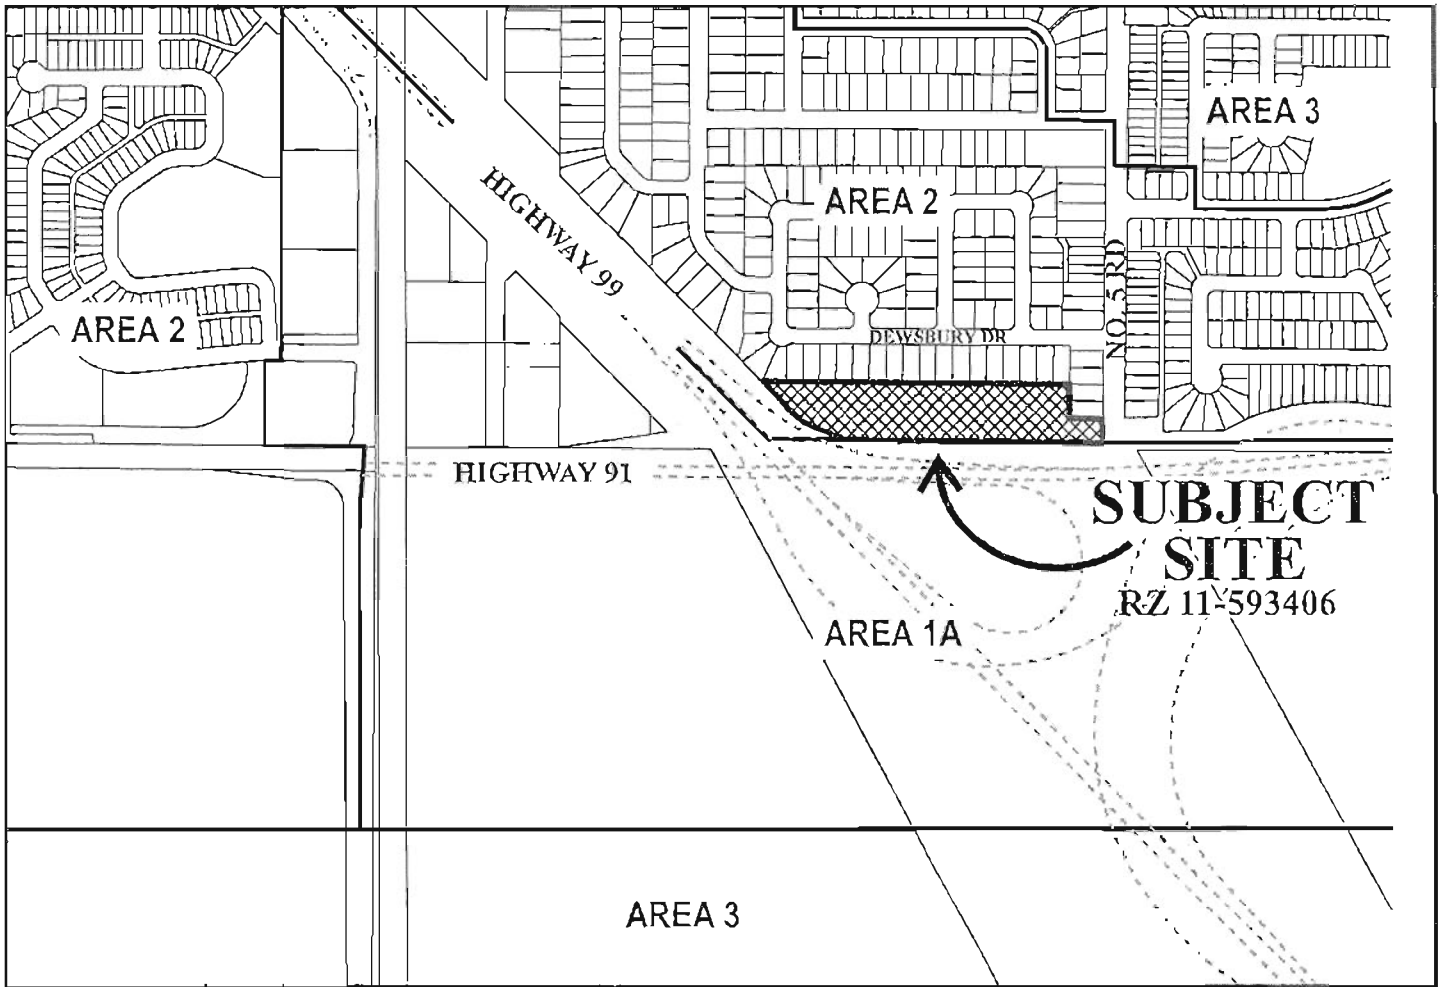 AREA 3
HIGHWAY 99
AREA 2
NO. 5 RD
AREA 2
DEWSBURY DR
HIGHWAY 91
SUBJECT
SITE
RZ 11-593406
AREA 1A
AREA 3